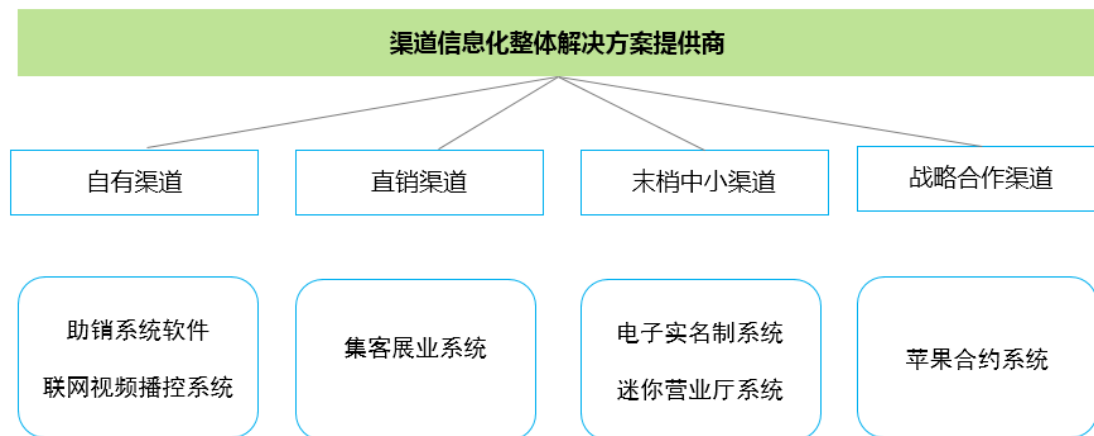 渠道信息化整体解决方案提供商
自有渠道
直销渠道
末梢中小渠道
战略合作渠道
助销系统软件
联网视频播控系统
集客展业系统
电子实名制系统
迷你营业厅系统
苹果合约系统